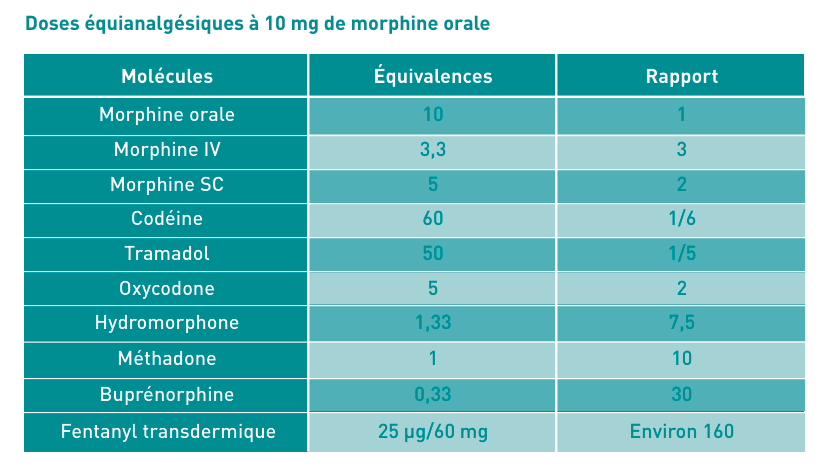 Doses équianalgésiques à 10 mg de morphine orale
Molécules Équivalences Rapport
Morphine orale 10 1
Morphine IV 3,3 3
Morphine SC 5 2
Codéine 60 1/6
Tramadol 50 1/5
Oxycodone 5 2
Hydromorphone 1,33 7,5
Méthadone 1 10
Buprénorphine 0,33 30
Fentanyl transdermique 25 µg/60 mg Environ 160